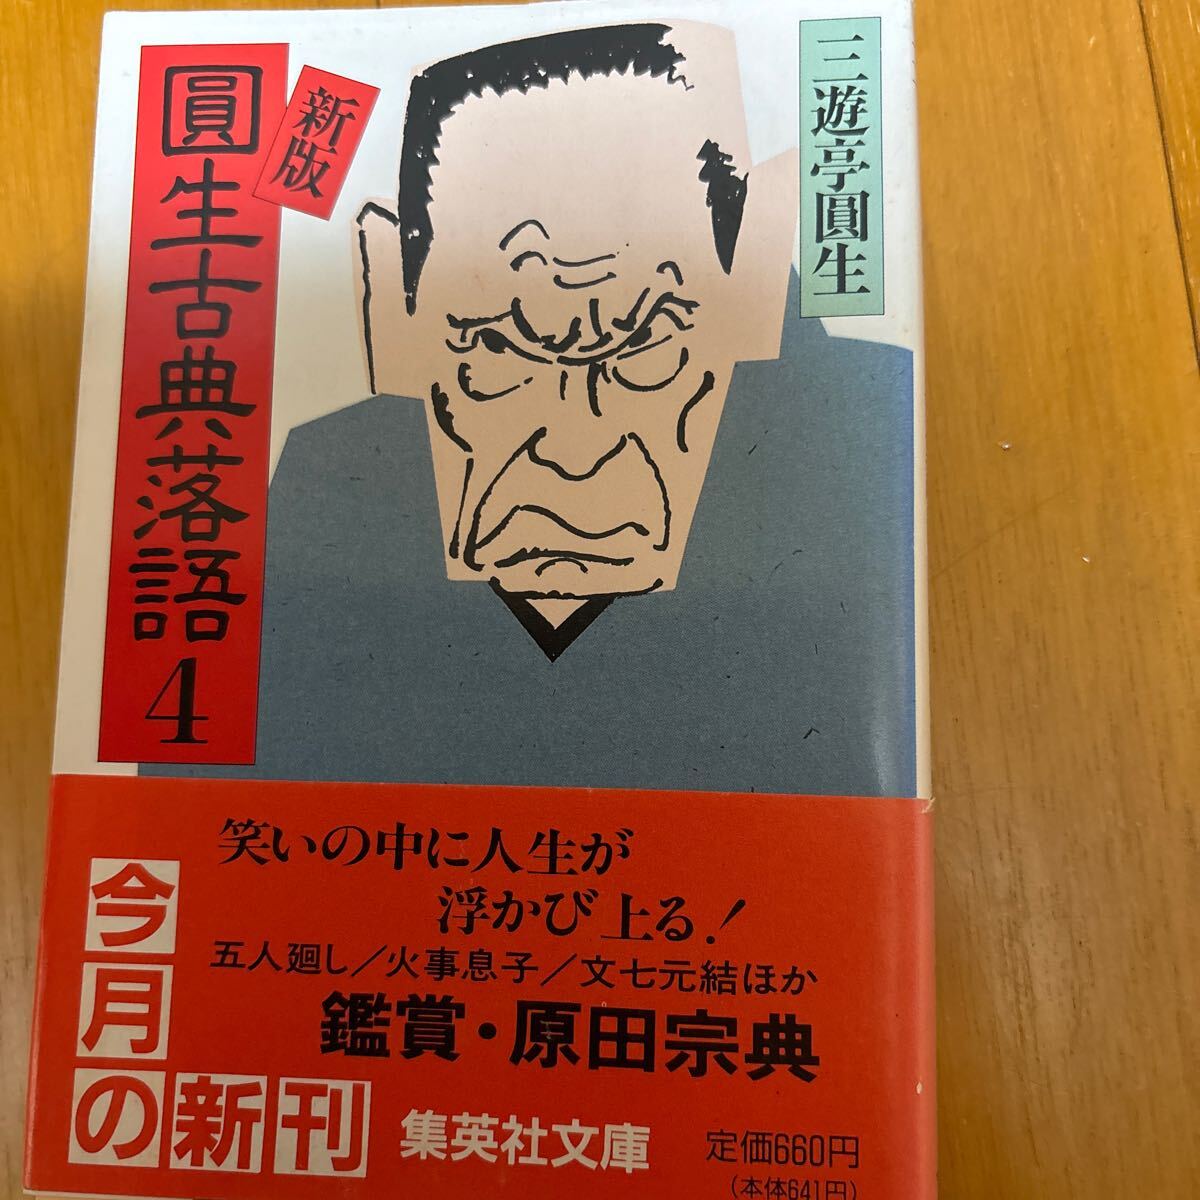 三遊亭圓生
新版
圓生古典落語4
笑いの中に人生が
浮かび上る!
五人廻し/火事息子/文七元結ほか
鑑賞・原田宗典
今月の新刊
集英社文庫
定価660円
(本体641円)